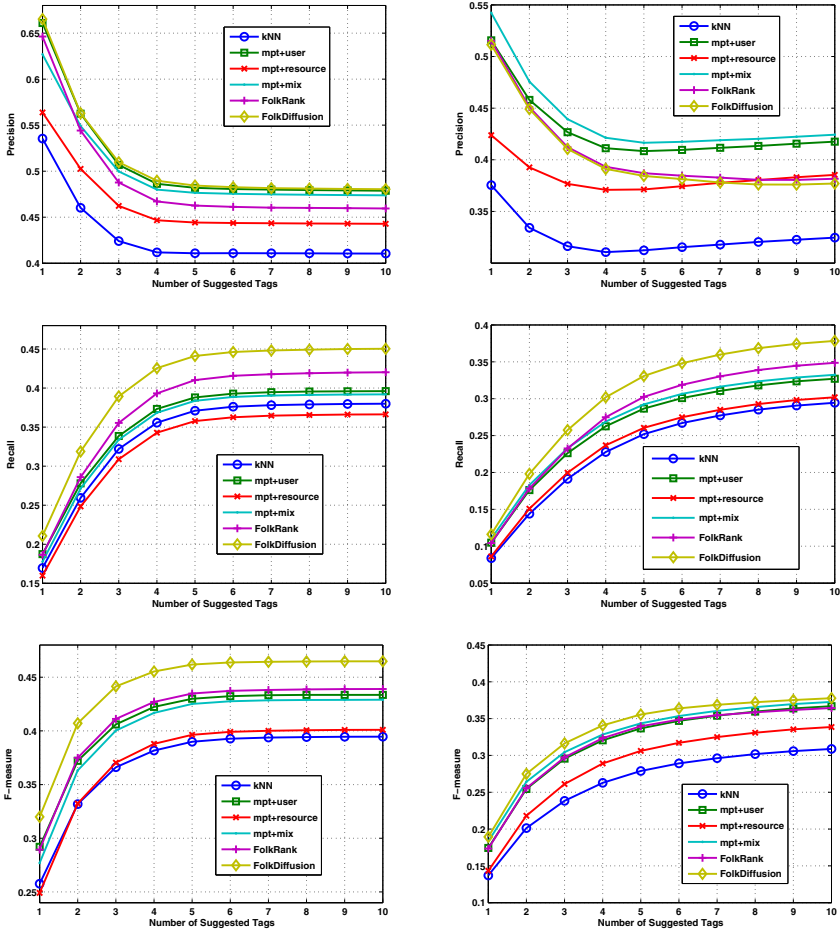 0.65
0.6
0.55
0.5
0.45
0.4
Precision
1 2 3 4 5 6 7 8 9 10
Number of Suggested Tags
kNN
mpt+user
mpt+resource
mpt+mix
FolkRank
FolkDiffusion
0.55
0.5
0.45
0.4
0.35
Precision
1 2 3 4 5 6 7 8 9 10
Number of Suggested Tags
kNN
mpt+user
mpt+resource
mpt+mix
FolkRank
FolkDiffusion
0.45
0.4
0.35
0.3
0.25
0.2
0.15
Recall
1 2 3 4 5 6 7 8 9 10
Number of Suggested Tags
kNN
mpt+user
mpt+resource
mpt+mix
FolkRank
FolkDiffusion
0.4
0.35
0.3
0.25
0.2
0.15
0.1
0.05
Recall
1 2 3 4 5 6 7 8 9 10
Number of Suggested Tags
kNN
mpt+user
mpt+resource
mpt+mix
FolkRank
FolkDiffusion
0.45
0.4
0.35
0.3
0.25
F−measure
1 2 3 4 5 6 7 8 9 10
Number of Suggested Tags
kNN
mpt+user
mpt+resource
mpt+mix
FolkRank
FolkDiffusion
0.45
0.4
0.35
0.3
0.25
0.2
0.15
0.1
F−measure
1 2 3 4 5 6 7 8 9 10
Number of Suggested Tags
kNN
mpt+user
mpt+resource
mpt+mix
FolkRank
FolkDiffusion